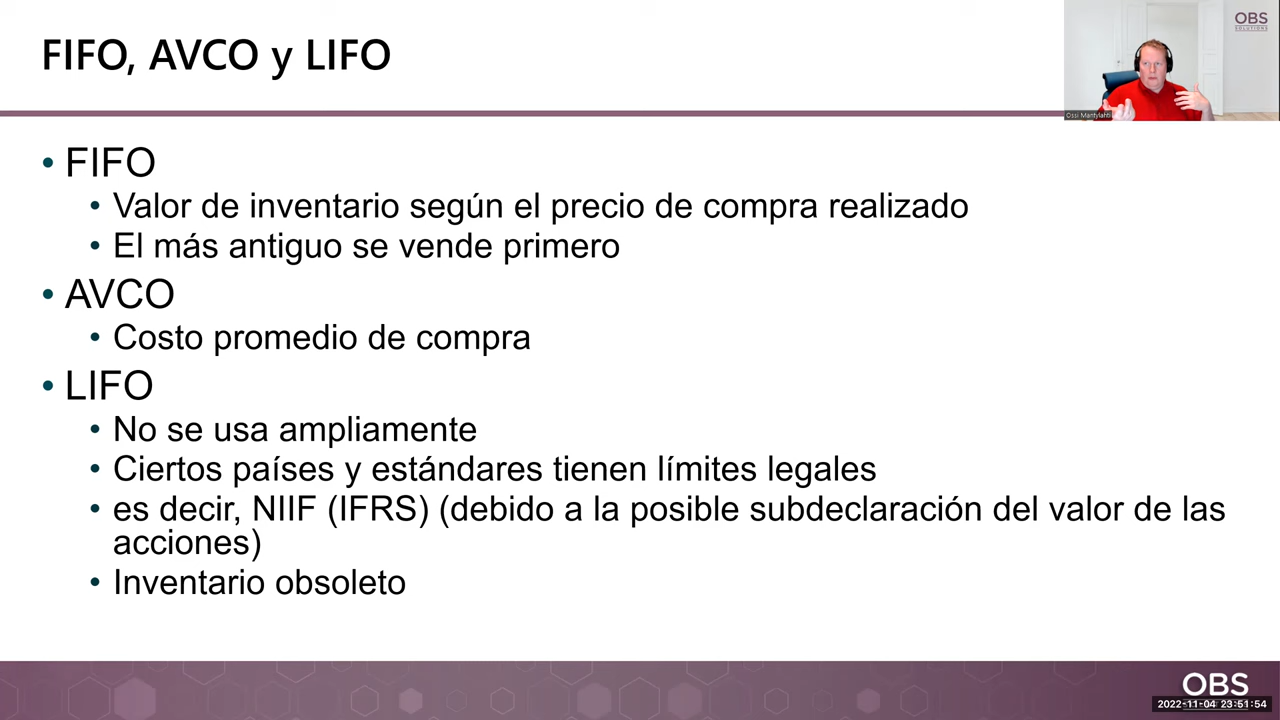 FIFO, AVCO y LIFO
OBS
SOLUTIONS
Ossi Mantylahti
• FIFO
• Valor de inventario según el precio de compra realizado
• El más antiguo se vende primero
• AVCO
• Costo promedio de compra
• LIFO
• No se usa ampliamente
• Ciertos países y estándares tienen límites legales
• es decir, NIIF (IFRS) (debido a la posible subdeclaración del valor de las
acciones)
• Inventario obsoleto
OBS
2022-11-04 23:51:54